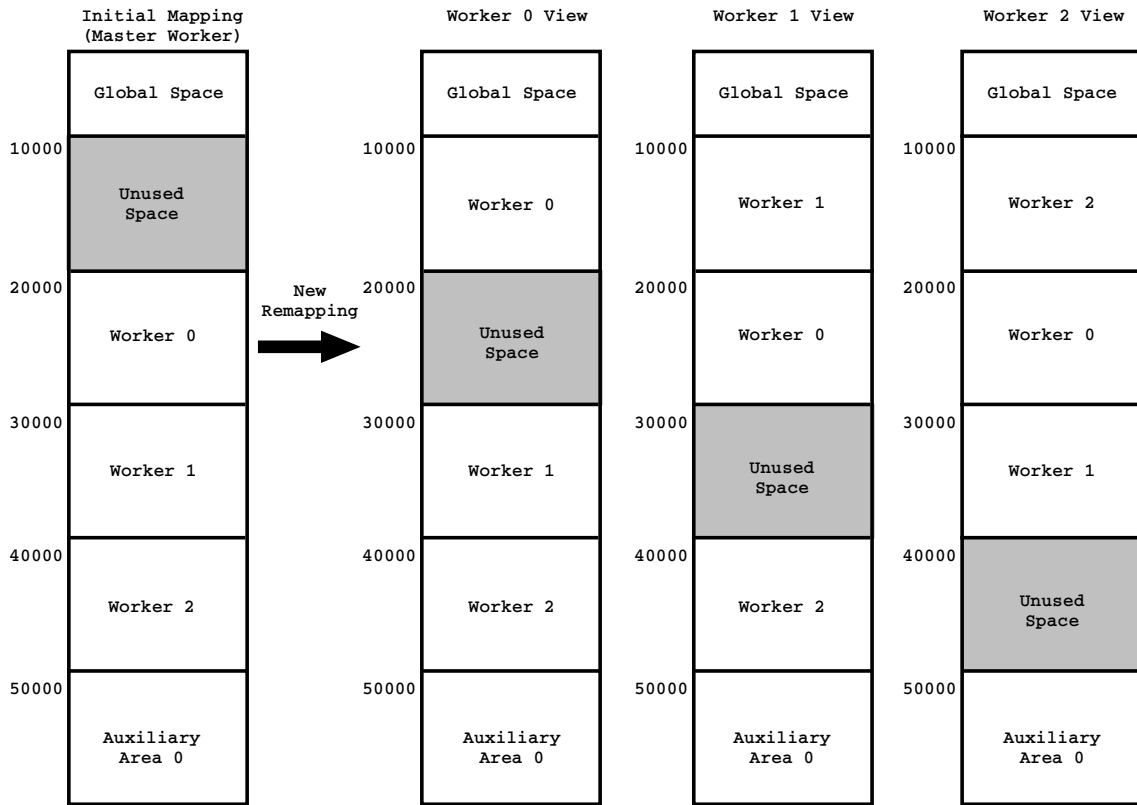 Initial Mapping
(Master Worker)
Global Space
10000
Unused
Space
20000
Worker 0
30000
Worker 1
40000
Worker 2
50000
Auxiliary
Area 0
New
Remapping
Worker 0 View
Global Space
10000
Worker 0
20000
Unused
Space
30000
Worker 1
40000
Worker 2
50000
Auxiliary
Area 0
Worker 1 View
Global Space
10000
Worker 1
20000
Worker 0
30000
Unused
Space
40000
Worker 2
50000
Auxiliary
Area 0
Worker 2 View
Global Space
10000
Worker 2
20000
Worker 0
30000
Worker 1
40000
Unused
Space
50000
Auxiliary
Area 0